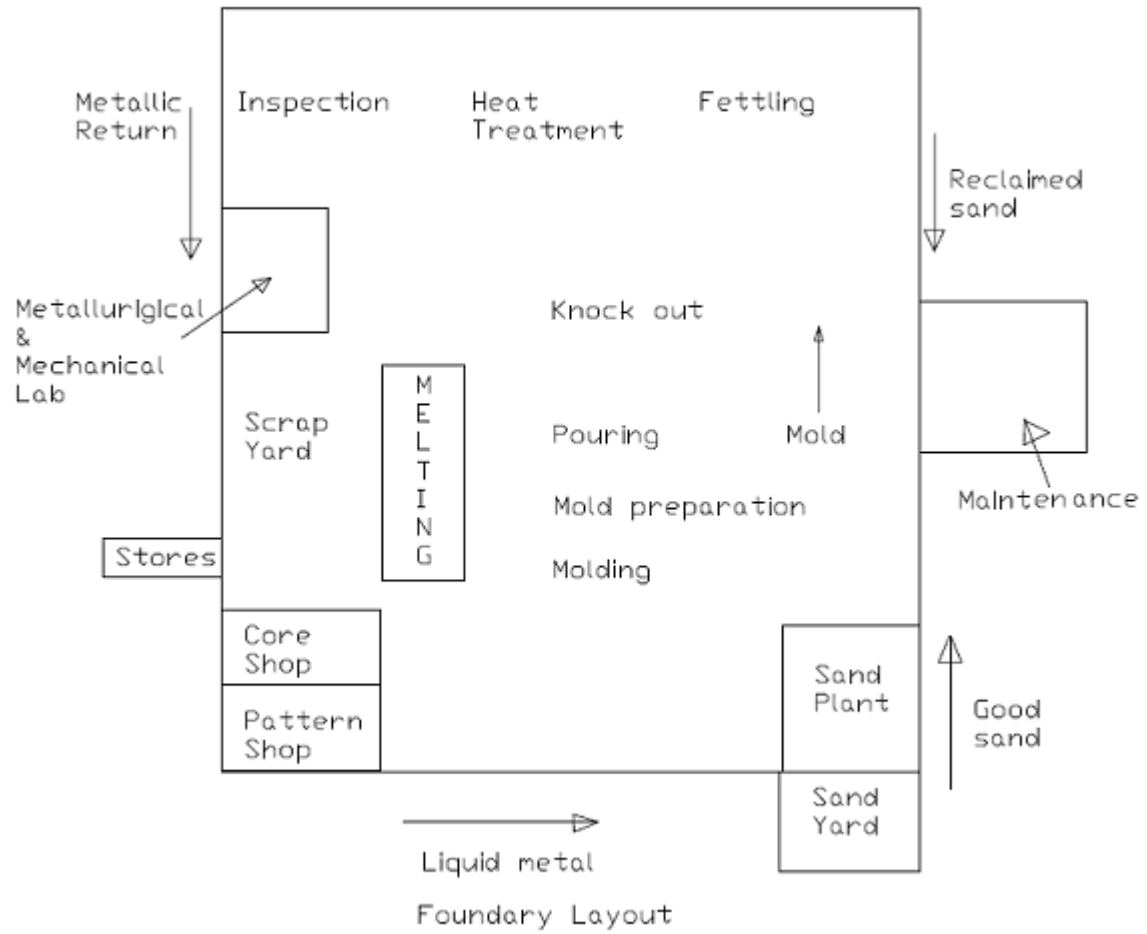 Metallic
Return
Inspection
Heat
Treatment
Fettling
Reclaimed
sand
Metallurigical
&
Mechanical
Lab
Knock out
MELTING
Scrap
Yard
Pouring
Mold
Maintenance
Mold preparation
Stores
Molding
Core
Shop
Sand
Plant
Pattern
Shop
Good
sand
Sand
Yard
Liquid metal
Foundary Layout